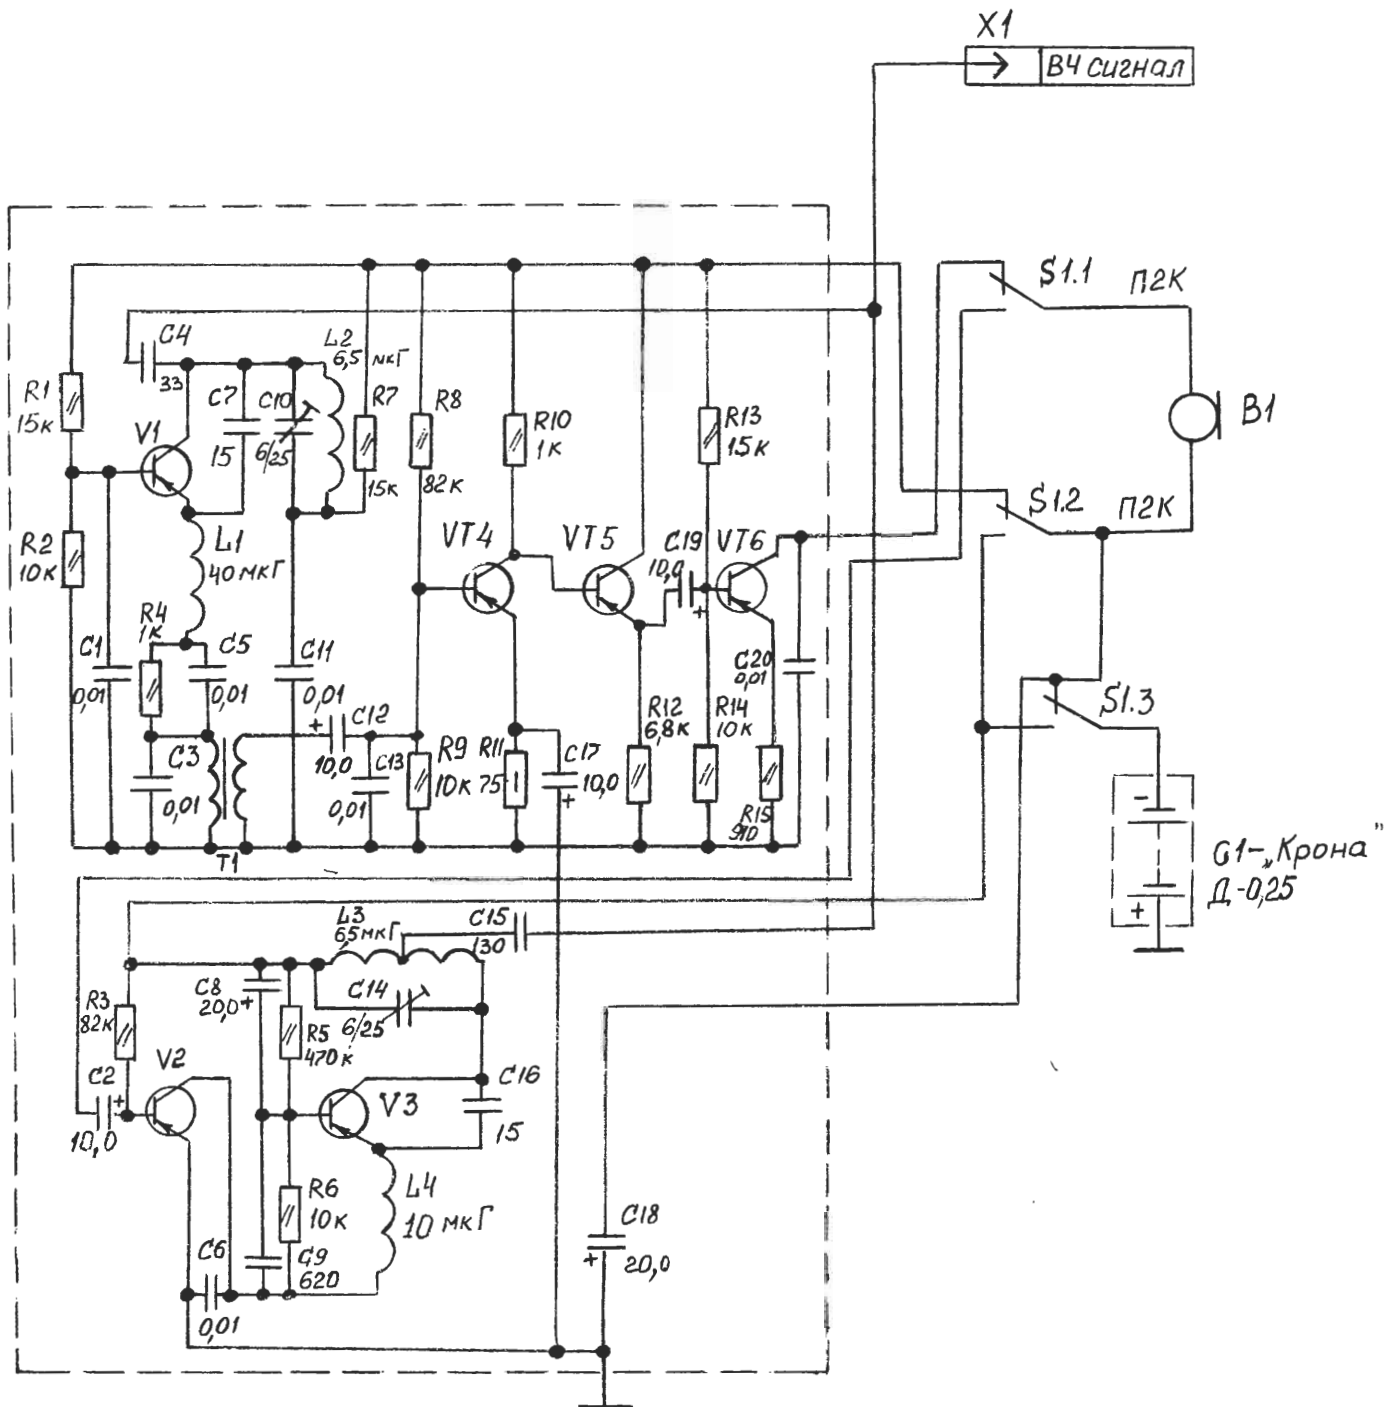 X1
ВЧ сигнал
S1.1
П2К
B1
C4
33
L2
6,5 мкГ
R1
15к
V1
C7
15
C10
6/25
R7
15к
R8
82к
R10
1к
R13
15к
R2
10к
L1
40мкГ
VT4
VT5
C19
10,0
+
VT6
S1.2
П2К
R4
1к
C1
0,01
C5
0,01
C11
0,01
+
C12
10,0
C3
0,01
C13
0,01
R9
10к
R11
75
C17
10,0
+
R12
6,8к
R14
10к
C20
0,01
R15
910
S1.3
T1
-
+
G1-„Крона"
Д-0,25
L3
6,5мкГ
C15
130
C8
20,0+
C14
6/25
R3
82к
R5
470к
V2
C2
+
10,0
V3
C16
15
R6
10к
L4
10 мкГ
C6
0,01
C9
620
C18
+
20,0